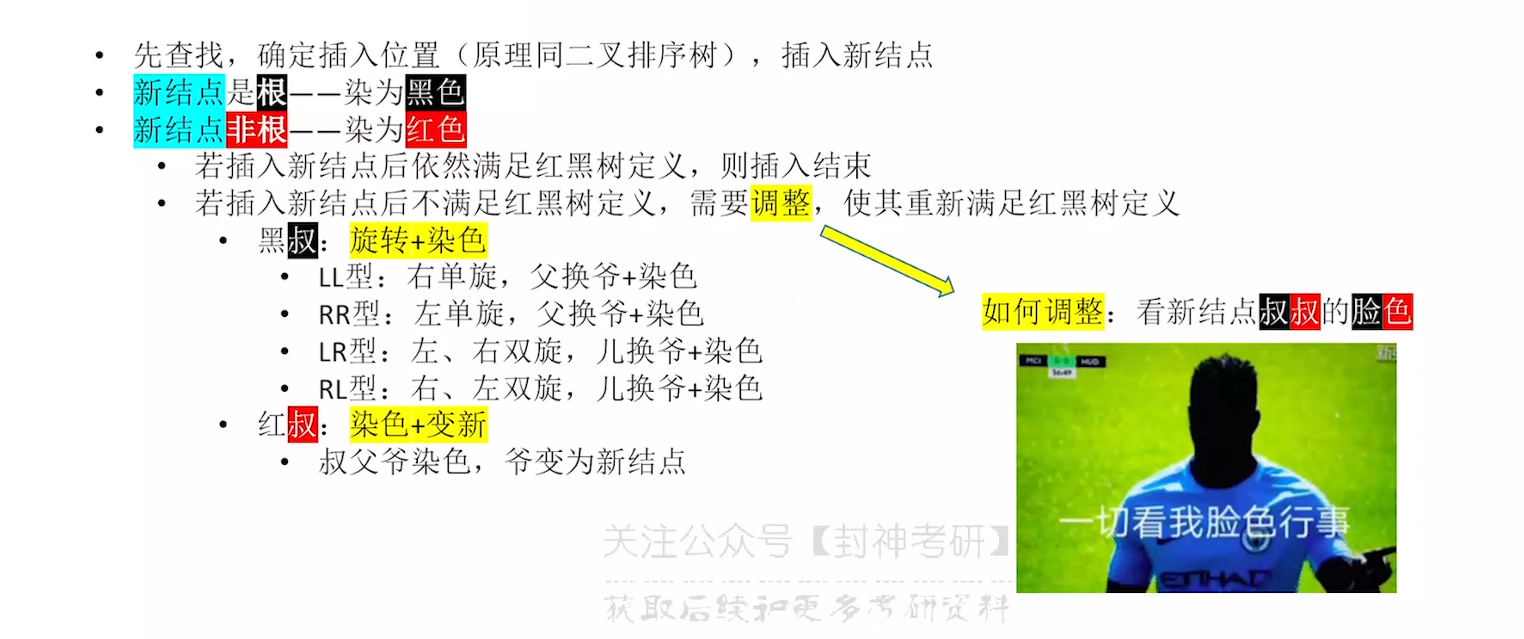 • 先查找，确定插入位置（原理同二叉排序树），插入新结点
• 新结点是根——染为黑色
• 新结点非根——染为红色
• 若插入新结点后依然满足红黑树定义，则插入结束
• 若插入新结点后不满足红黑树定义，需要调整，使其重新满足红黑树定义
• 黑叔：旋转+染色
• LL型：右单旋，父换爷+染色
• RR型：左单旋，父换爷+染色
• LR型：左、右双旋，儿换爷+染色
• RL型：右、左双旋，儿换爷+染色
• 红叔：染色+变新
• 叔父爷染色，爷变为新结点
如何调整：看新结点叔叔的脸色
MCI HUD
56:49
一切看我脸色行事
ETIHAD
关注公众号【封神考研】
获取后续和更多考研资料